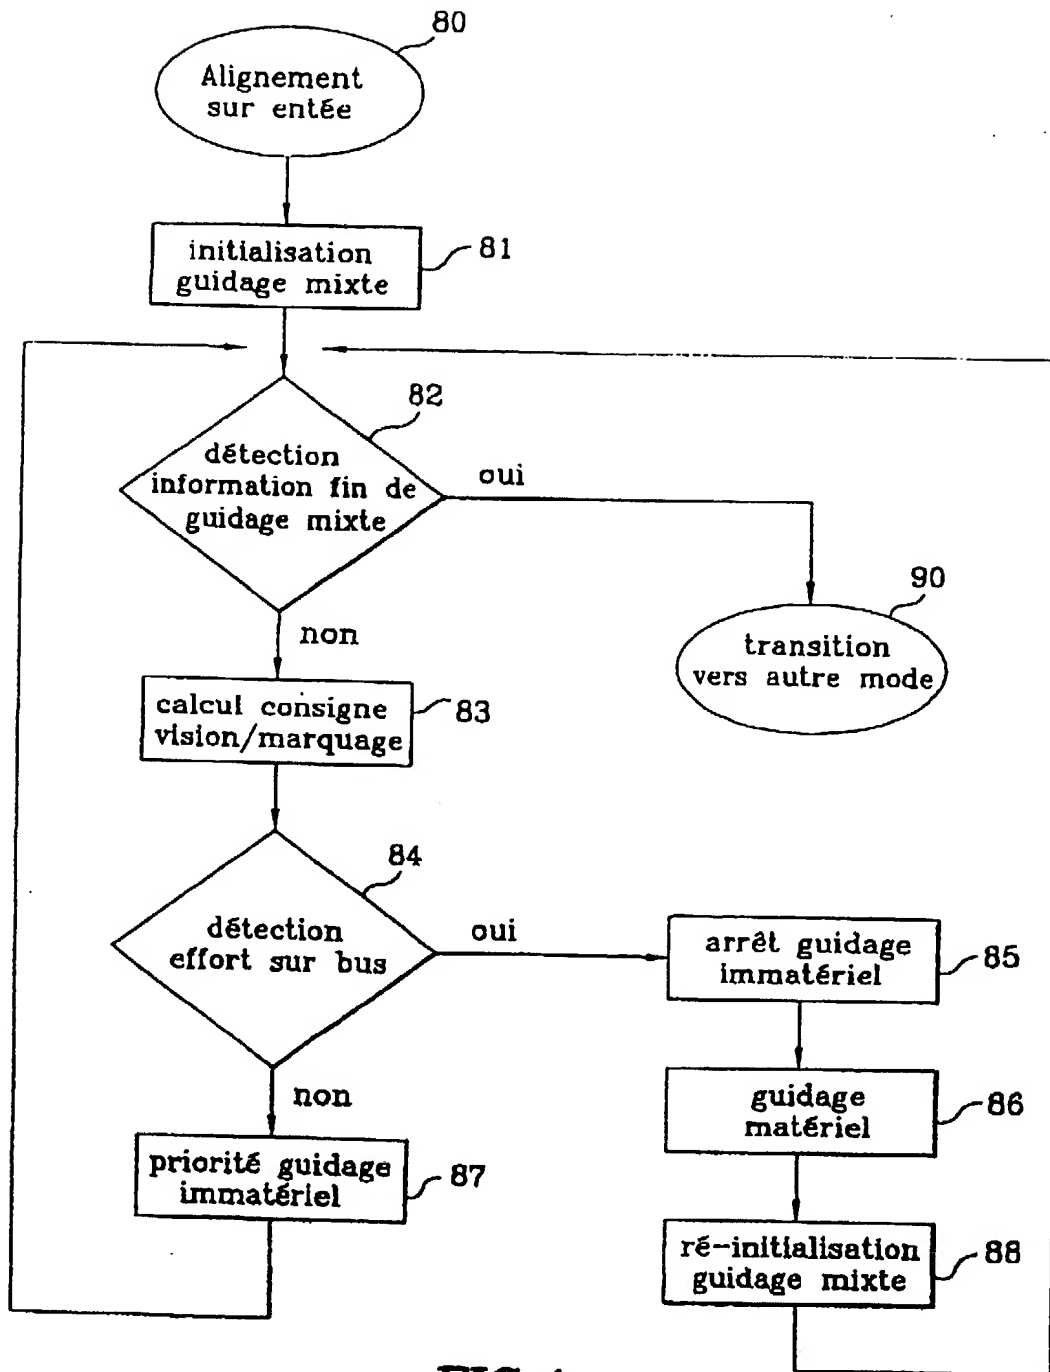 80
Alignement
sur entée
initialisation
guidage mixte
81
82
détection
information fin de
guidage mixte
oui
90
transition
vers autre mode
non
calcul consigne
vision/marquage
83
84
détection
effort sur bus
oui
arrêt guidage
immatériel
85
non
guidage
matériel
86
priorité guidage
immatériel
87
ré-initialisation
guidage mixte
88